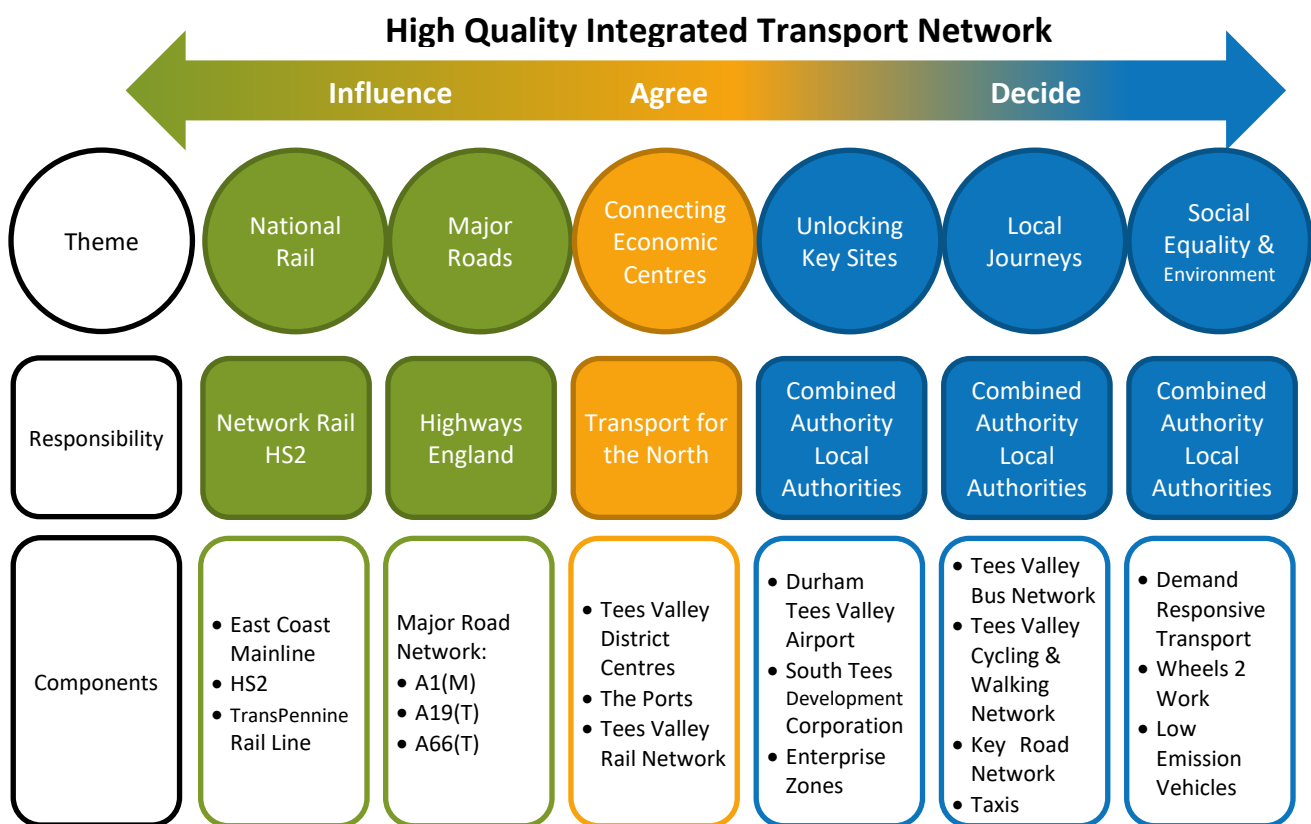 High Quality Integrated Transport Network
Influence
Agree
Decide
Theme
National
Rail
Major
Roads
Connecting
Economic
Centres
Unlocking
Key Sites
Local
Journeys
Social
Equality &
Environment
Responsibility
Network Rail
HS2
Highways
England
Transport for
the North
Combined
Authority
Local
Authorities
Combined
Authority
Local
Authorities
Combined
Authority
Local
Authorities
Components
• East Coast
Mainline
• HS2
• TransPennine
Rail Line
Major Road
Network:
• A1(M)
• A19(T)
• A66(T)
• Tees Valley
District
Centres
• The Ports
• Tees Valley
Rail Network
• Durham
Tees Valley
Airport
• South Tees
Development
Corporation
• Enterprise
Zones
• Tees Valley
Bus Network
• Tees Valley
Cycling &
Walking
Network
• Key Road
Network
• Taxis
• Demand
Responsive
Transport
• Wheels 2
Work
• Low
Emission
Vehicles